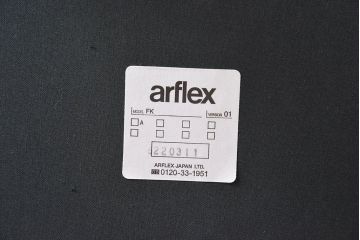 arflex
MODEL FK VERSION 01
A
220311
ARFLEX JAPAN LTD.
0120-33-1951